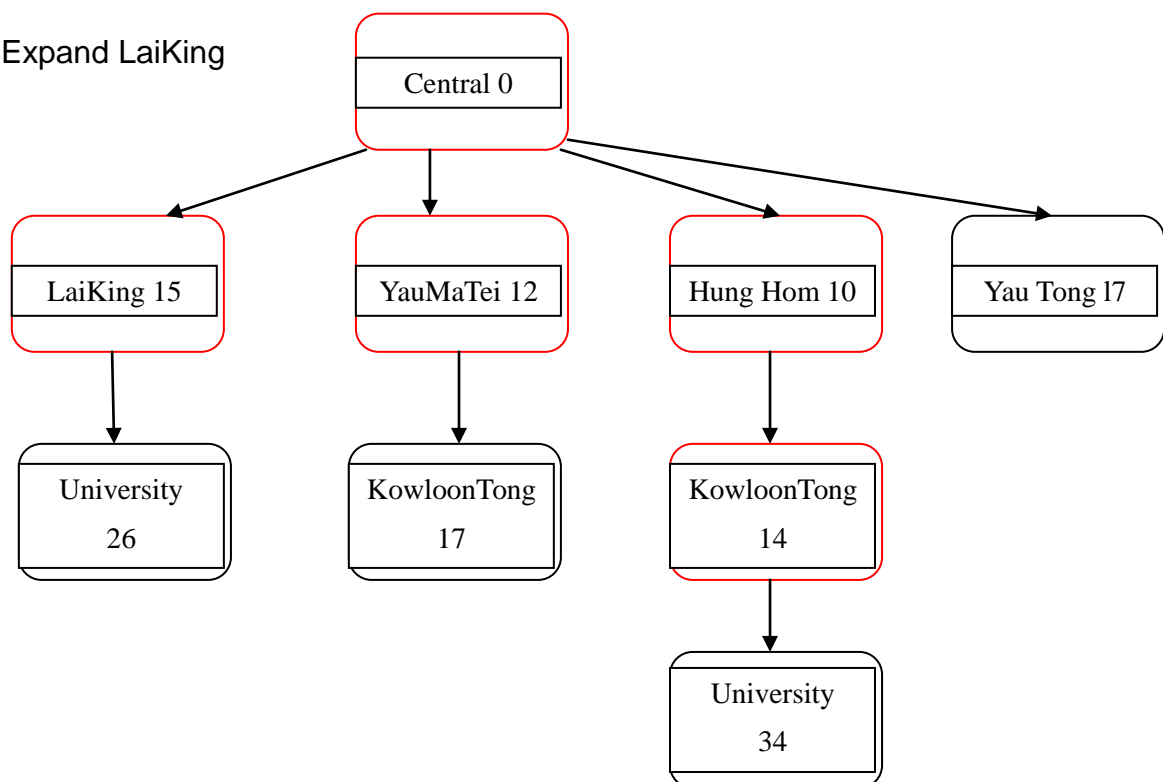 Expand LaiKing
Central 0
LaiKing 15
YauMaTei 12
Hung Hom 10
Yau Tong l7
University
26
KowloonTong
17
KowloonTong
14
University
34